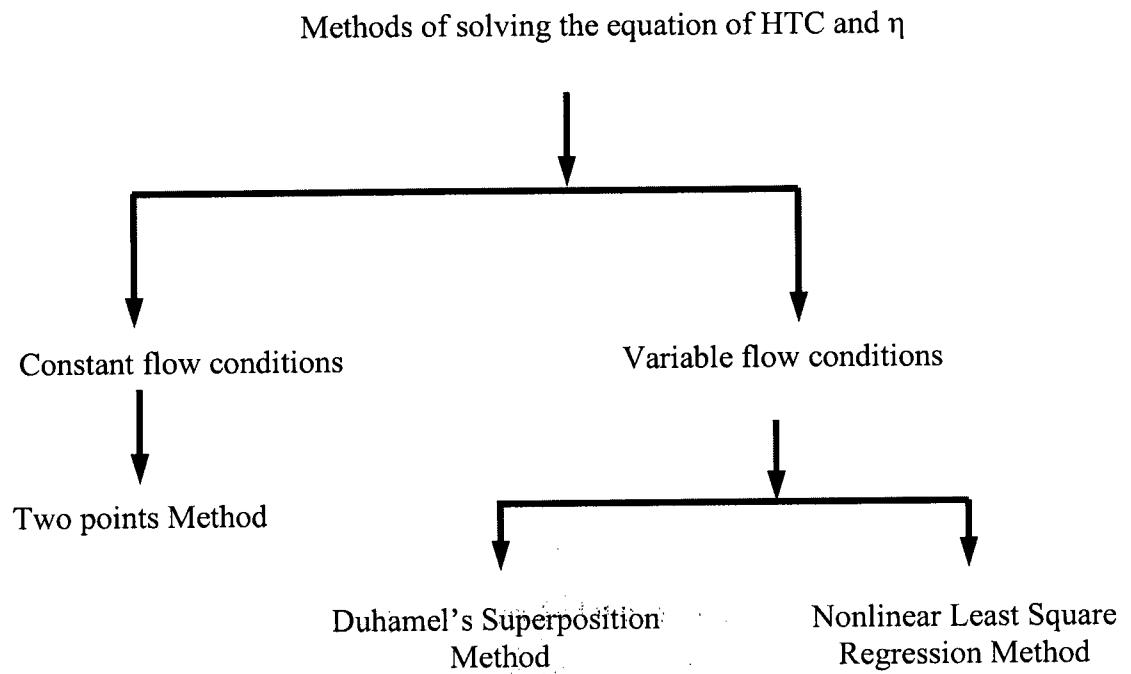 Methods of solving the equation of HTC and η
Constant flow conditions
Variable flow conditions
Two points Method
Duhamel's Superposition
Method
Nonlinear Least Square
Regression Method